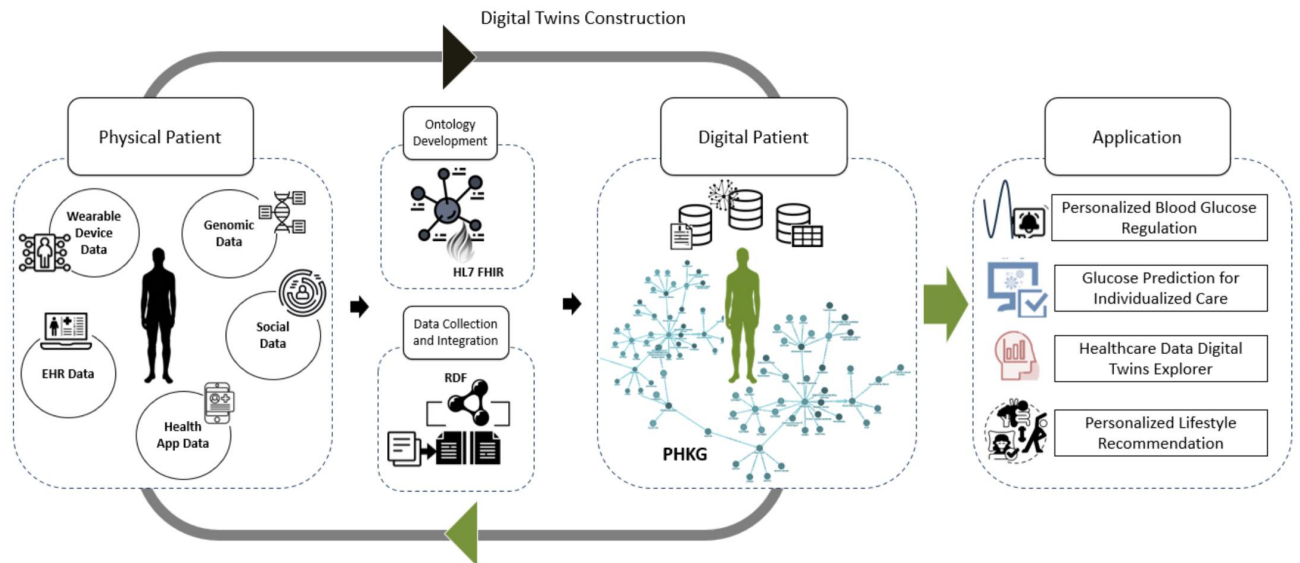 Digital Twins Construction
Physical Patient
Wearable
Device
Data
Genomic
Data
Social
Data
EHR Data
Health
App Data
Ontology
Development
HL7 FHIR
Data Collection
and Integration
RDF
Digital Patient
PHKG
Application
Personalized Blood Glucose
Regulation
Glucose Prediction for
Individualized Care
Healthcare Data Digital
Twins Explorer
Personalized Lifestyle
Recommendation